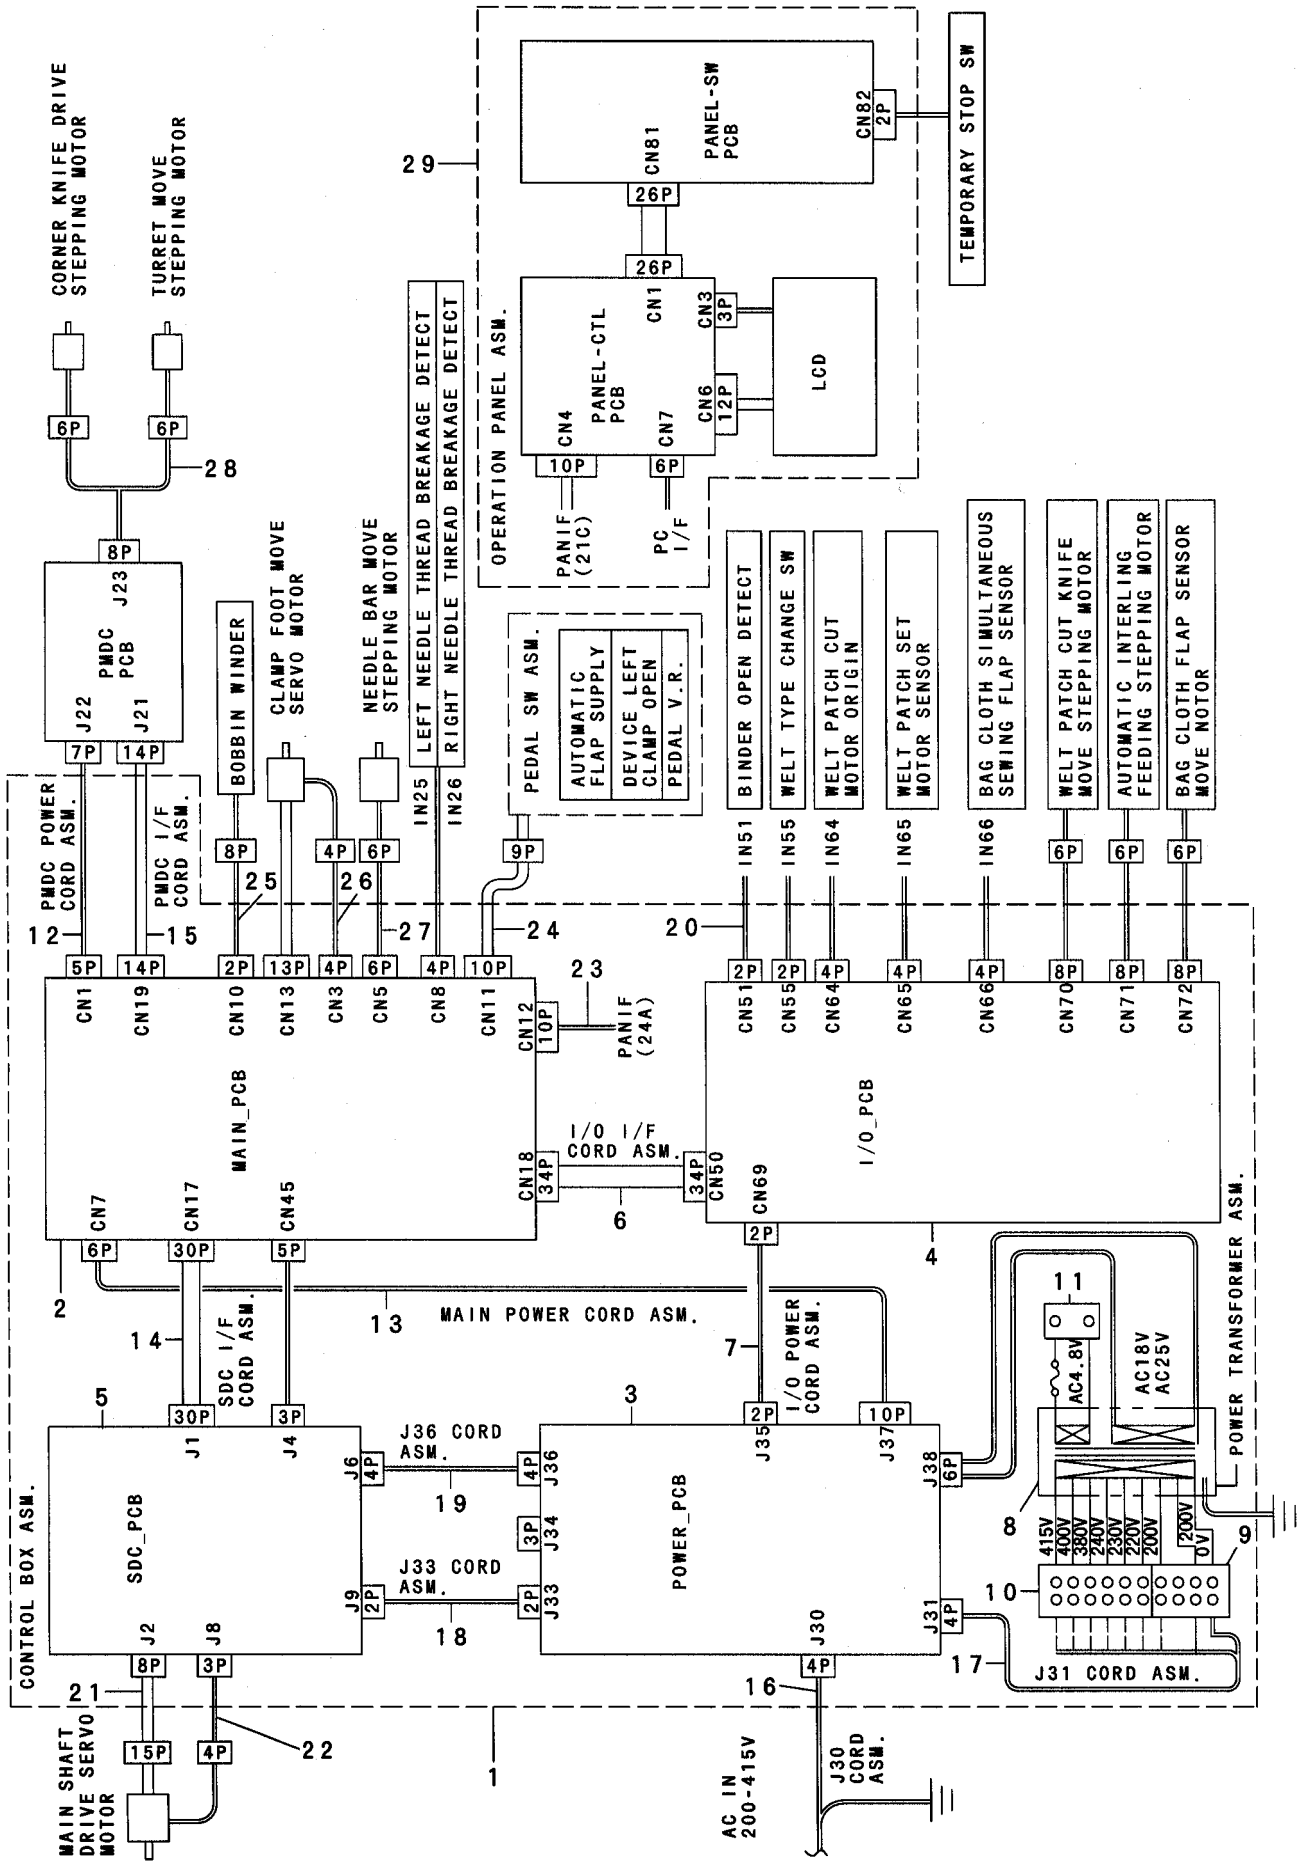 CONTROL BOX ASM.
MAIN SHAFT
DRIVE SERVO
MOTOR
15P
4P
21
22
8P
3P
J2
J8
SDC_PCB
5
J1
J4
30P
3P
J9
2P
J6
4P
J33 CORD
ASM.
18
J36 CORD
ASM.
19
14
SDC I/F
CORD ASM.
2
6P
30P
5P
CN7
CN17
CN45
MAIN_PCB
CN1
CN19
CN10
CN13
CN3
CN5
CN8
CN11
5P
14P
2P
13P
4P
6P
4P
10P
CN18
34P
CN12
10P
23
PANIF
(24A)
I/O I/F
CORD ASM.
6
13
MAIN POWER CORD ASM.
12
PMDC POWER
CORD ASM.
15
PMDC I/F
CORD ASM.
7P
14P
J22
J21
PMDC
PCB
J23
8P
28
6P
6P
CORNER KNIFE DRIVE
STEPPING MOTOR
TURRET MOVE
STEPPING MOTOR
25
8P
BOBBIN WINDER
26
4P
CLAMP FOOT MOVE
SERVO MOTOR
27
6P
NEEDLE BAR MOVE
STEPPING MOTOR
IN25
LEFT NEEDLE THREAD BREAKAGE DETECT
IN26
RIGHT NEEDLE THREAD BREAKAGE DETECT
24
9P
PEDAL SW ASM.
AUTOMATIC
FLAP SUPPLY
DEVICE LEFT
CLAMP OPEN
PEDAL V.R.
OPERATION PANEL ASM.
29
PANIF
(21C)
10P
CN4
PC
I/F
6P
CN7
PANEL-CTL
PCB
CN1
26P
CN6
12P
CN3
3P
LCD
26P
CN81
PANEL-SW
PCB
CN82
2P
TEMPORARY STOP SW
1
AC IN
200-415V
J30
CORD
ASM.
16
4P
J30
POWER_PCB
3
J33
2P
J34
3P
J36
4P
J35
J37
2P
10P
J31
4P
J38
6P
17
J31 CORD ASM.
7
I/O POWER
CORD ASM.
2P
CN69
34P
CN50
I/O_PCB
4
CN51
CN55
CN64
CN65
CN66
CN70
CN71
CN72
2P
2P
4P
4P
4P
8P
8P
8P
20
IN51
BINDER OPEN DETECT
IN55
WELT TYPE CHANGE SW
IN64
WELT PATCH CUT
MOTOR ORIGIN
IN65
WELT PATCH SET
MOTOR SENSOR
IN66
BAG CLOTH SIMULTANEOUS
SEWING FLAP SENSOR
6P
WELT PATCH CUT KNIFE
MOVE STEPPING MOTOR
6P
AUTOMATIC INTERLING
FEEDING STEPPING MOTOR
6P
BAG CLOTH FLAP SENSOR
MOVE NOTOR
10
9
415V
400V
380V
240V
230V
220V
200V
200V
0V
8
AC4.8V
11
AC18V
AC25V
POWER TRANSFORMER ASM.